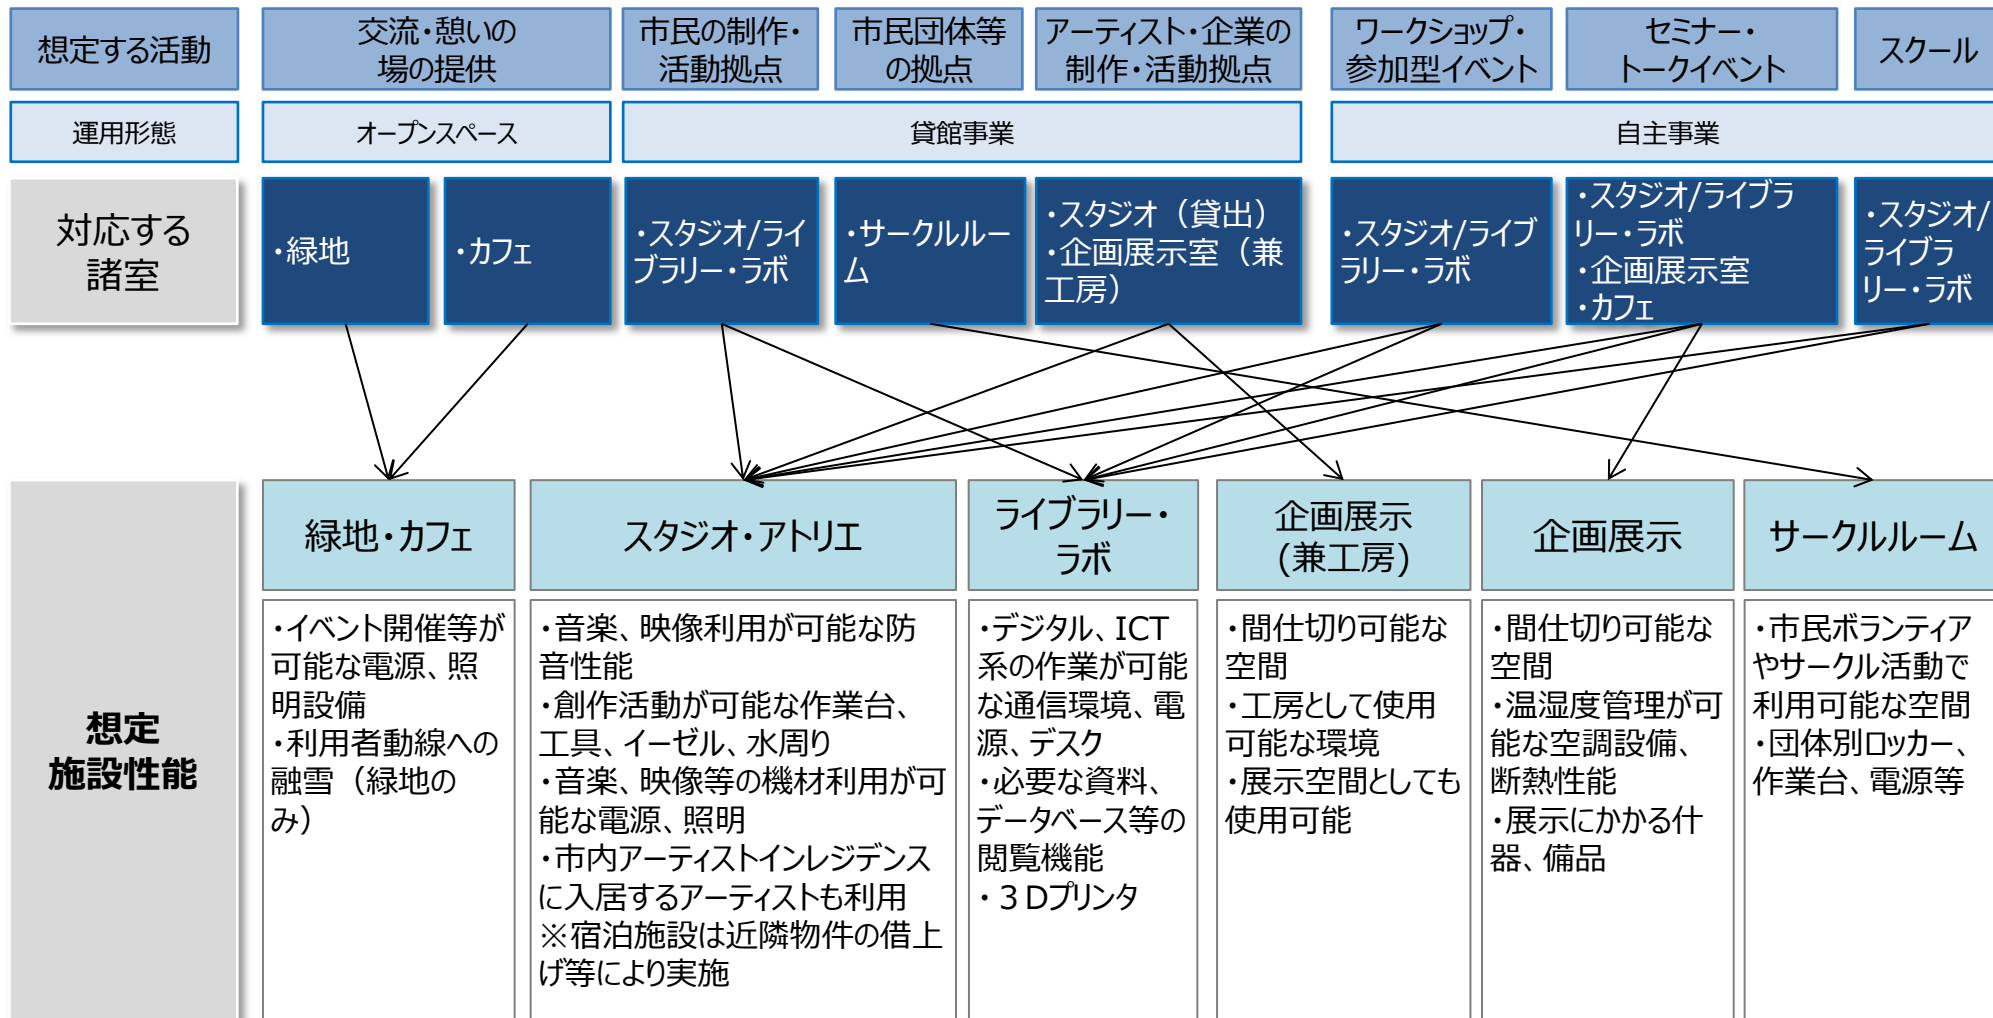 想定する活動
交流・憩いの
場の提供
市民の制作・
活動拠点
市民団体等
の拠点
アーティスト・企業の
制作・活動拠点
ワークショップ・
参加型イベント
セミナー・
トークイベント
スクール
運用形態
オープンスペース
貸館事業
自主事業
対応する
諸室
・緑地
・カフェ
・スタジオ/ライ
ブラリー・ラボ
・サークルルー
ム
・スタジオ（貸出）
・企画展示室（兼
工房）
・スタジオ/ライブ
ラリー・ラボ
・スタジオ/ライブラ
リー・ラボ
・企画展示室
・カフェ
・スタジオ/
ライブラ
リー・ラボ
想定
施設性能
緑地・カフェ
スタジオ・アトリエ
ライブラリー・
ラボ
企画展示
(兼工房)
企画展示
サークルルーム
・イベント開催等が
可能な電源、照
明設備
・利用者動線への
融雪（緑地の
み）
・音楽、映像利用が可能な防
音性能
・創作活動が可能な作業台、
工具、イーゼル、水周り
・音楽、映像等の機材利用が可
能な電源、照明
・市内アーティストインレジデンス
に入居するアーティストも利用
※宿泊施設は近隣物件の借上
げ等により実施
・デジタル、ICT
系の作業が可能
な通信環境、電
源、デスク
・必要な資料、
データベース等の
閲覧機能
・３Dプリンタ
・間仕切り可能な
空間
・工房として使用
可能な環境
・展示空間としても
使用可能
・間仕切り可能な
空間
・温湿度管理が可
能な空調設備、
断熱性能
・展示にかかる什
器、備品
・市民ボランティア
やサークル活動で
利用可能な空間
・団体別ロッカー、
作業台、電源等